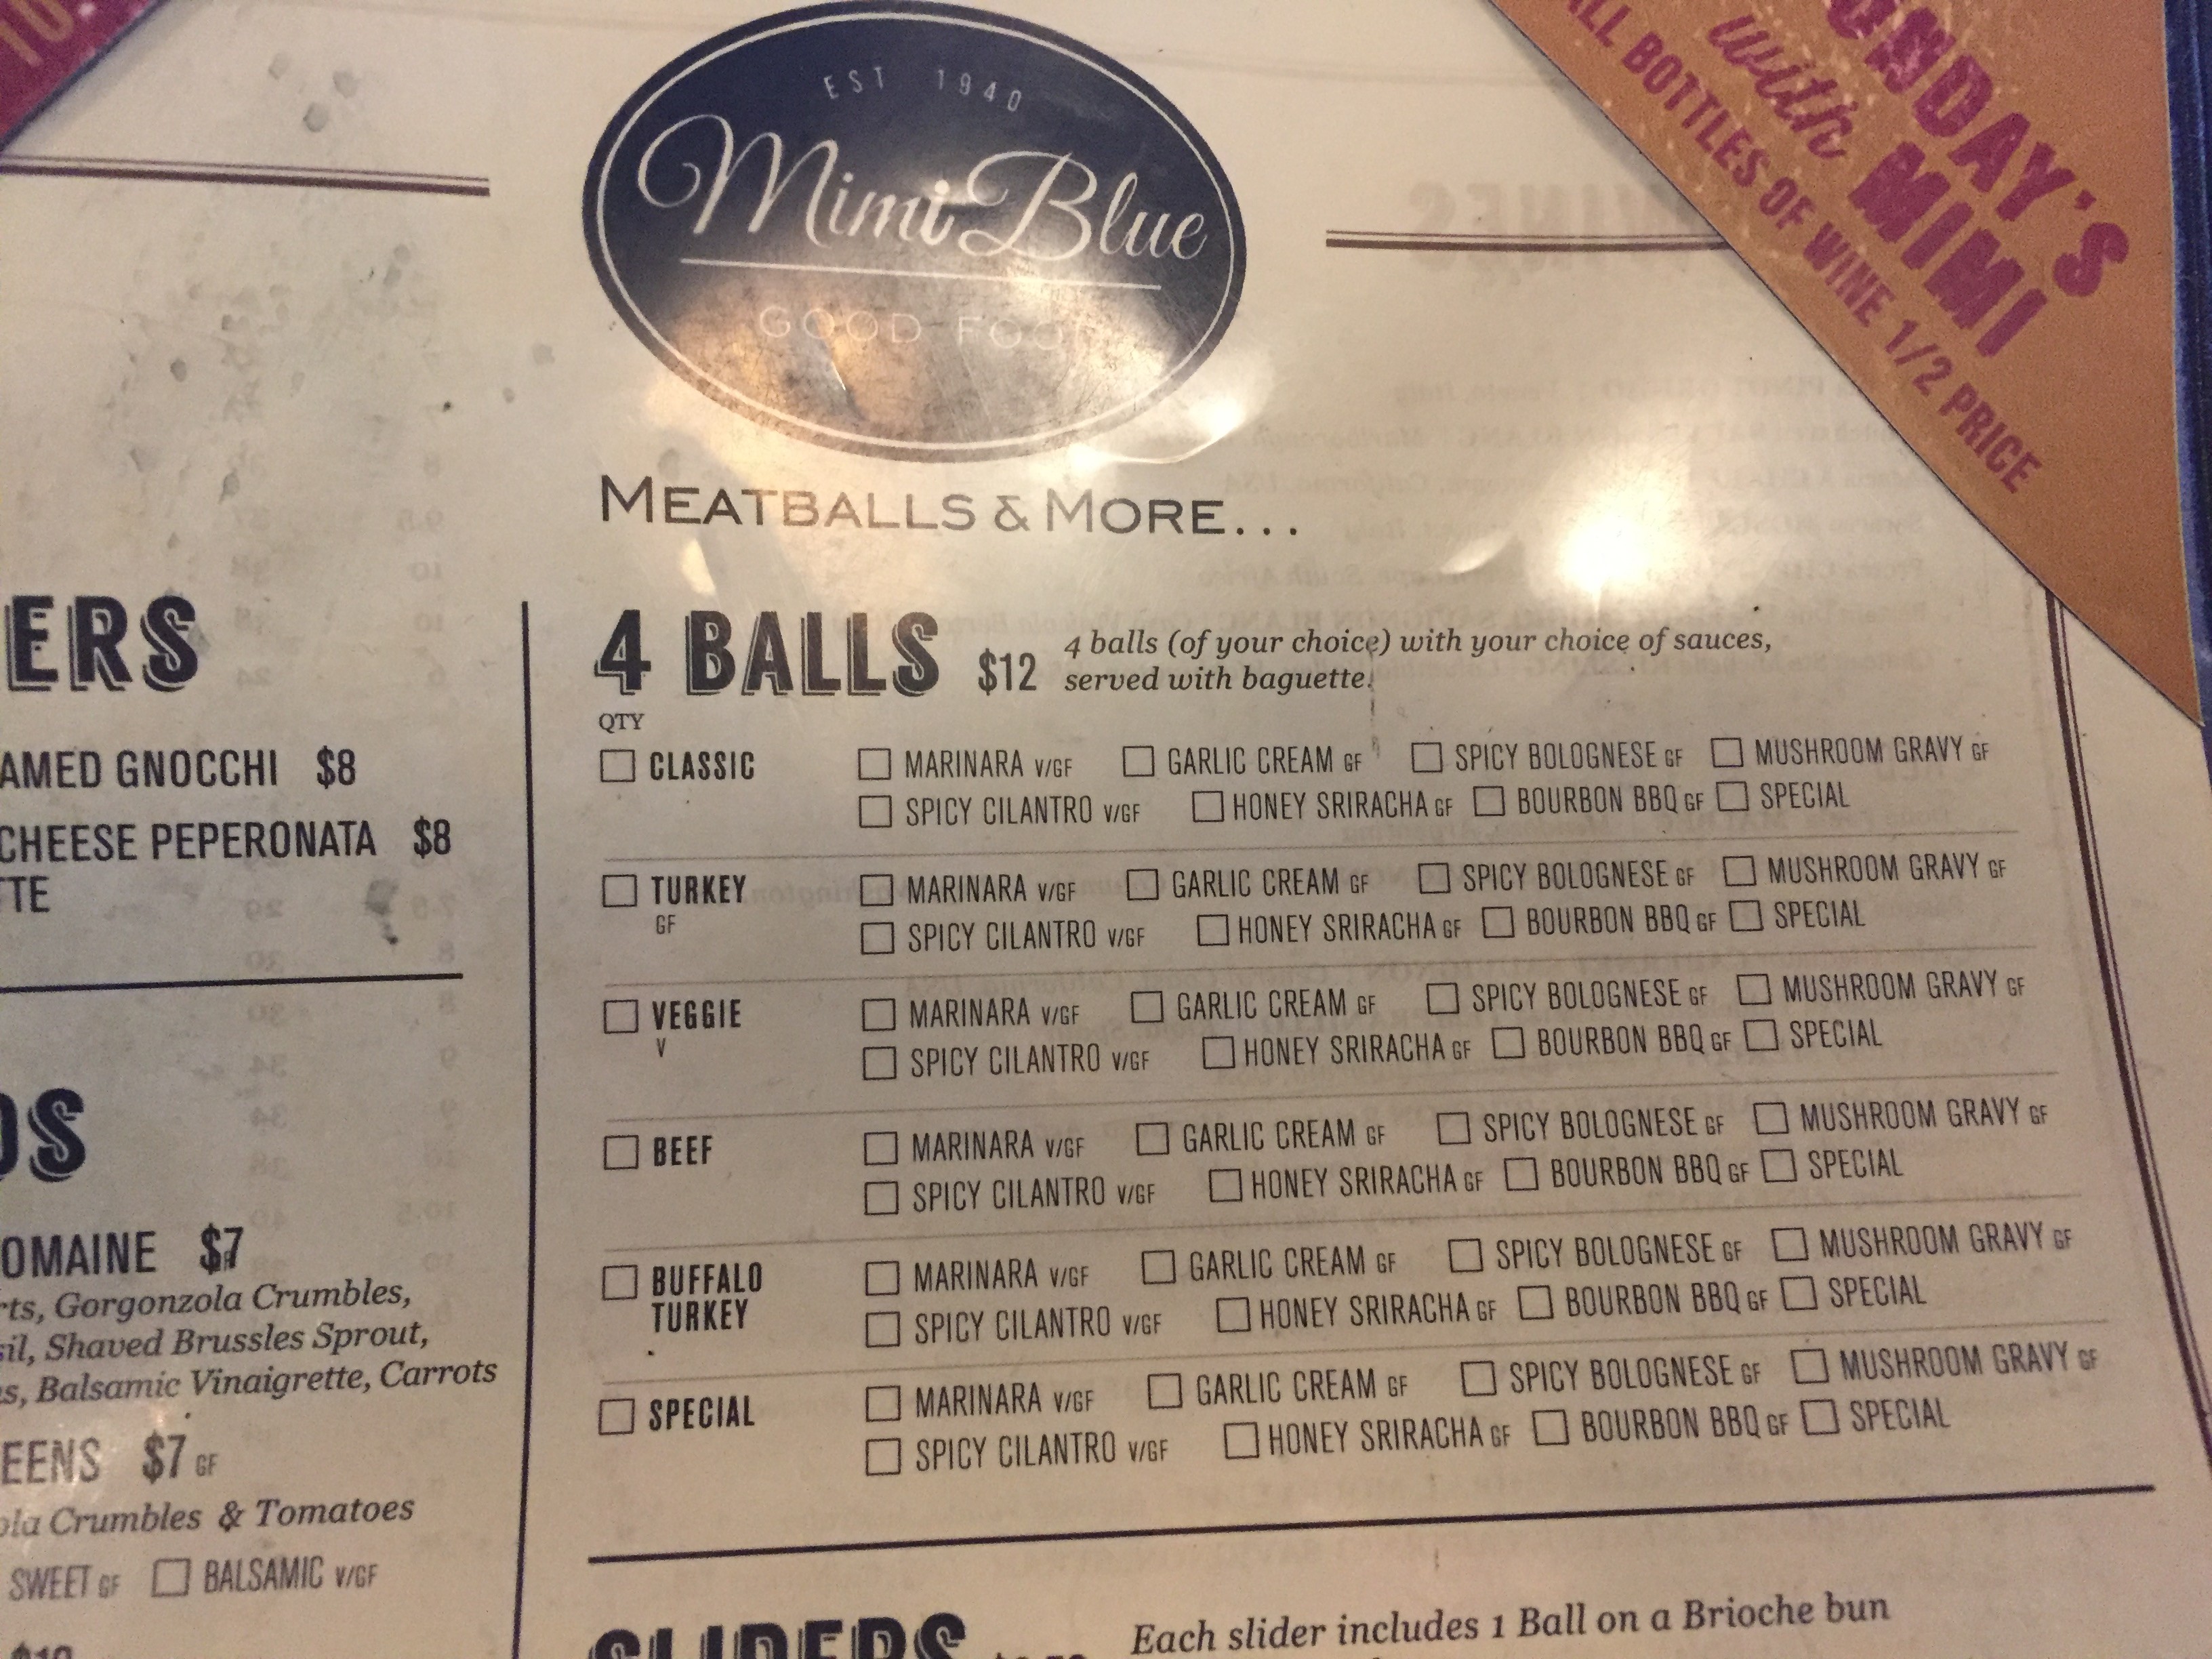 EST 1940
Mimi Blue
GOOD FOOD
MEATBALLS & MORE...
ONDAY'S
with MIMI
ALL BOTTLES OF WINE 1/2 PRICE
10
ERS
AMED GNOCCHI $8
CHEESE PEPERONATA $8
TTE
DS
OMAINE $7
rts, Gorgonzola Crumbles,
sil, Shaved Brussles Sprout,
s, Balsamic Vinaigrette, Carrots
EENS $7 GF
ola Crumbles & Tomatoes
SWEET GF BALSAMIC V/GF
4 BALLS $12 4 balls (of your choice) with your choice of sauces,
served with baguette.
QTY
CLASSIC MARINARA V/GF GARLIC CREAM GF SPICY BOLOGNESE GF MUSHROOM GRAVY GF
SPICY CILANTRO V/GF HONEY SRIRACHA GF BOURBON BBQ GF SPECIAL
TURKEY MARINARA V/GF GARLIC CREAM GF SPICY BOLOGNESE GF MUSHROOM GRAVY GF
GF SPICY CILANTRO V/GF HONEY SRIRACHA GF BOURBON BBQ GF SPECIAL
VEGGIE MARINARA V/GF GARLIC CREAM GF SPICY BOLOGNESE GF MUSHROOM GRAVY GF
V SPICY CILANTRO V/GF HONEY SRIRACHA GF BOURBON BBQ GF SPECIAL
BEEF MARINARA V/GF GARLIC CREAM GF SPICY BOLOGNESE GF MUSHROOM GRAVY GF
SPICY CILANTRO V/GF HONEY SRIRACHA GF BOURBON BBQ GF SPECIAL
BUFFALO MARINARA V/GF GARLIC CREAM GF SPICY BOLOGNESE GF MUSHROOM GRAVY GF
TURKEY SPICY CILANTRO V/GF HONEY SRIRACHA GF BOURBON BBQ GF SPECIAL
SPECIAL MARINARA V/GF GARLIC CREAM GF SPICY BOLOGNESE GF MUSHROOM GRAVY GF
SPICY CILANTRO V/GF HONEY SRIRACHA GF BOURBON BBQ GF SPECIAL
SLIDERS Each slider includes 1 Ball on a Brioche bun